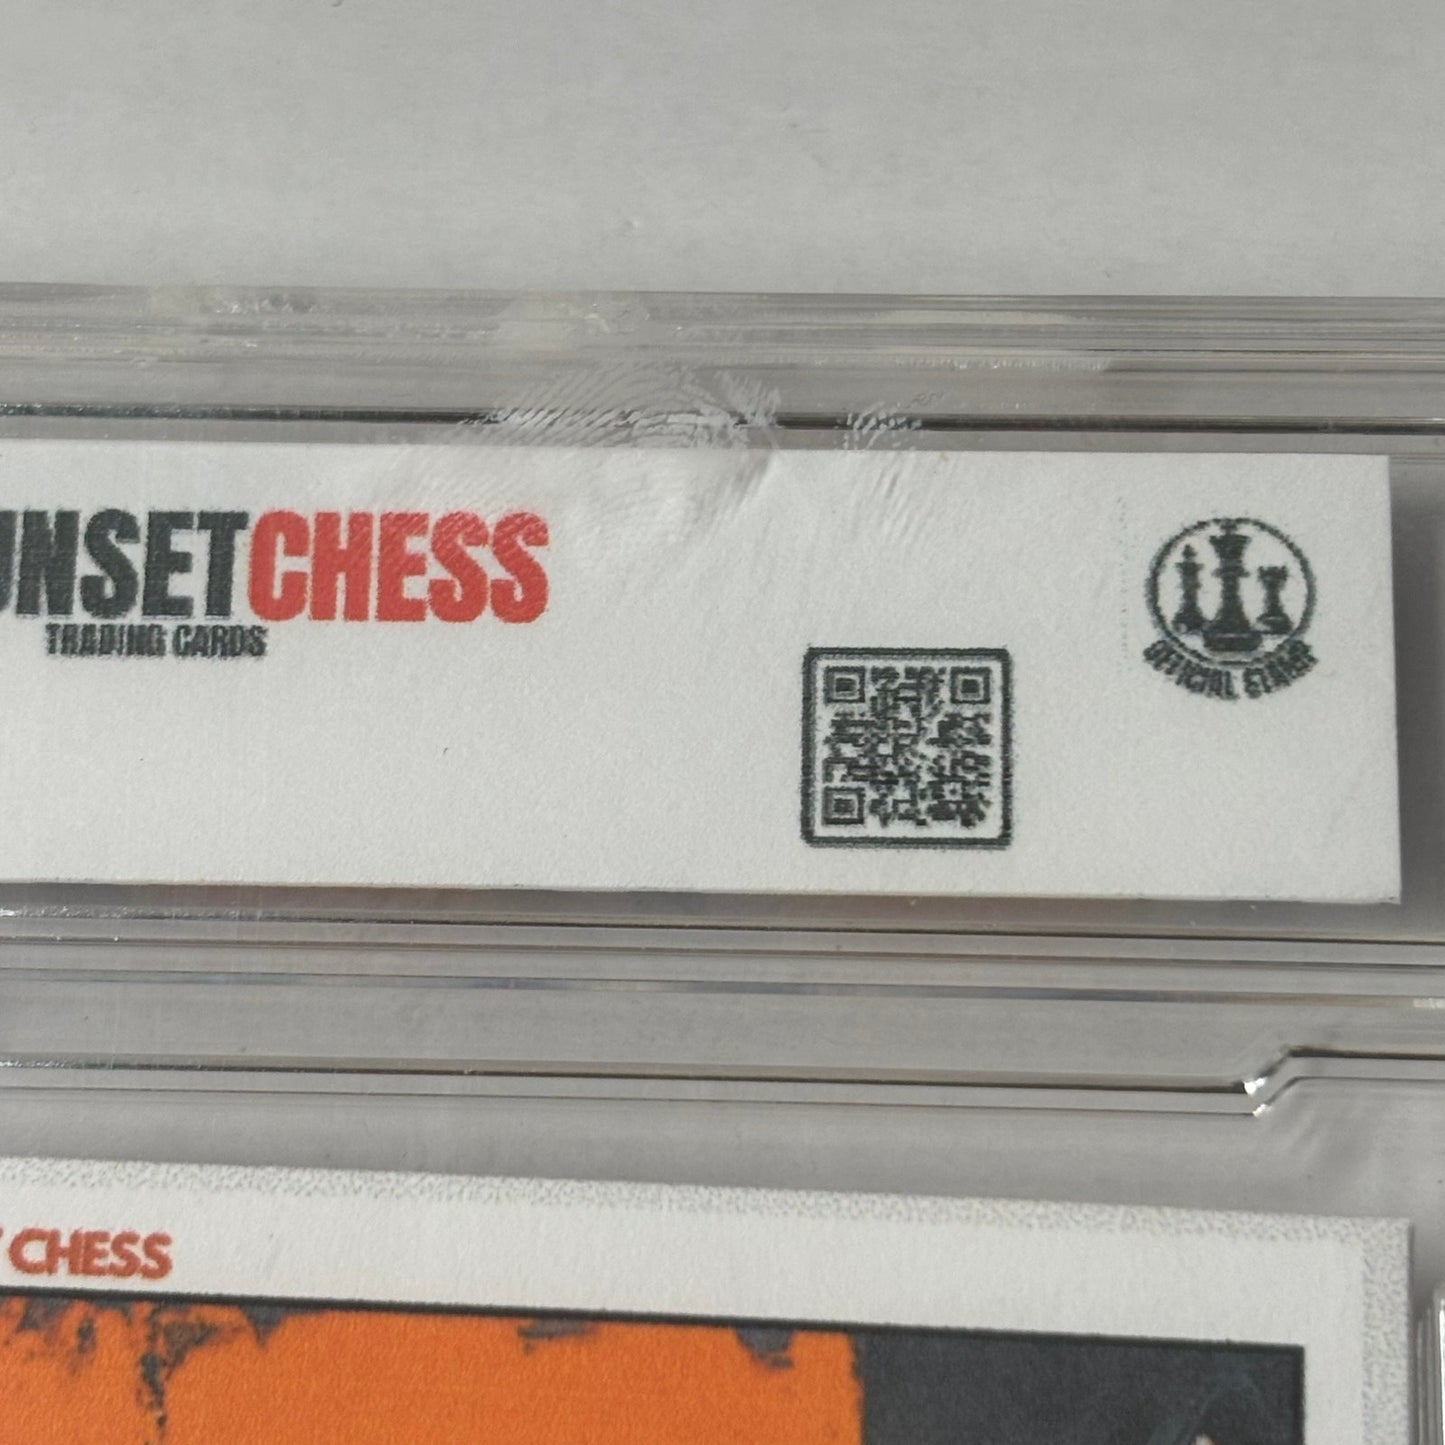 UNSETCHESS
TRADING CARDS
OFFICIAL STAMP
CHESS